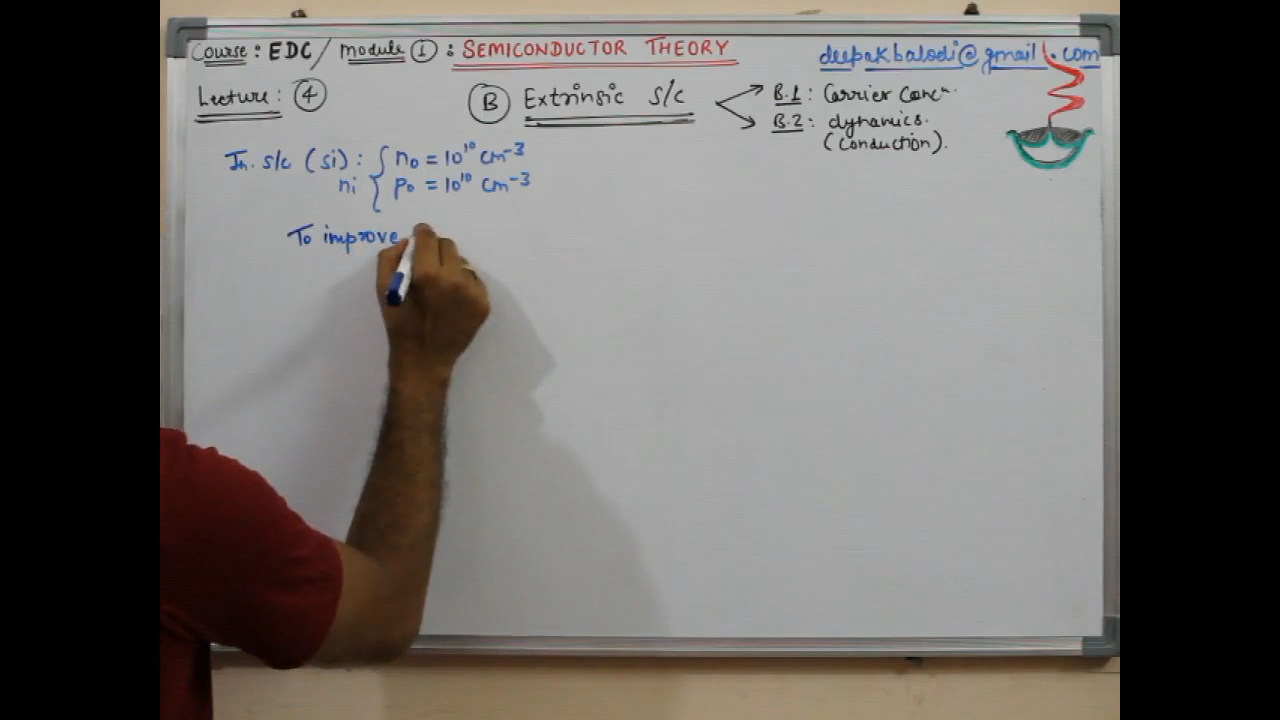 Course: EDC / Module ① : SEMICONDUCTOR THEORY
deepakbalodi@gmail.com
Lecture: ④
Ⓑ Extrinsic s/c
B.1: Carrier Concn.
B.2: dynamics.
(Conduction).
In. s/c (si): { n₀ = 10¹⁰ cm⁻³
ni { p₀ = 10¹⁰ cm⁻³
To improve